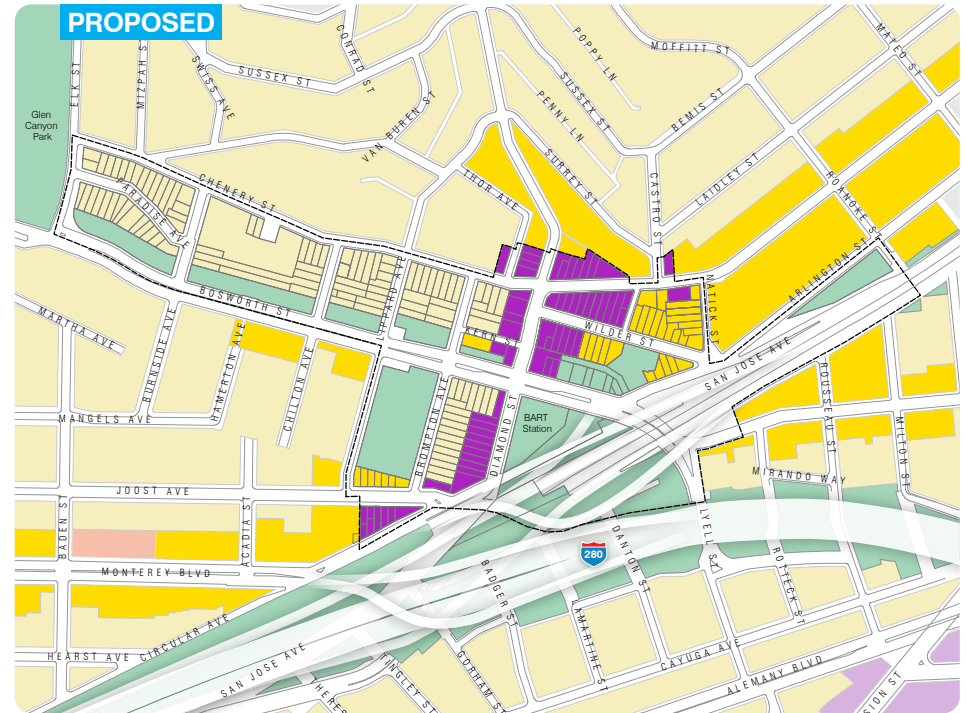 PROPOSED
MOFFITT ST
MATEO ST
POPPY LN
CONRAD ST
SUSSEX ST
SWISS AVE
MIZPAH S
ELK ST
Glen
Canyon
Park
SUSSEX ST
PENNY LN
BEMIS ST
VAN BUREN ST
SURREY ST
LAIDLEY ST
CASTRO ST
ROANOKE S
THOR AVE
CHENERY ST
PARADISE AVE
ARLINGTON ST
NATICK ST
BOSWORTH ST
IPPARD AVE
KERN S
WILDER ST
SAN JOSE AVE
MARTHA AVE
BURNSIDE AVE
HAMERTON AVE
CHILTON AVE
ROUSSEAU ST
MILTON ST
BROMPTON AVE
DIAMOND ST
BART
Station
MANGELS AVE
MIRANDO WAY
JOOST AVE
BADEN ST
ACADIA ST
LYELL ST
DANTON ST
280
ROTTECK ST
MONTEREY BLVD
BADGER ST
LAMARTINE ST
CIRCULAR AVE
HEARST AVE
SAN JOSE AVE
CAYUGA AVE
ALEMANY BLVD
TINGLEY ST
GORHAM ST
THERES
SION ST